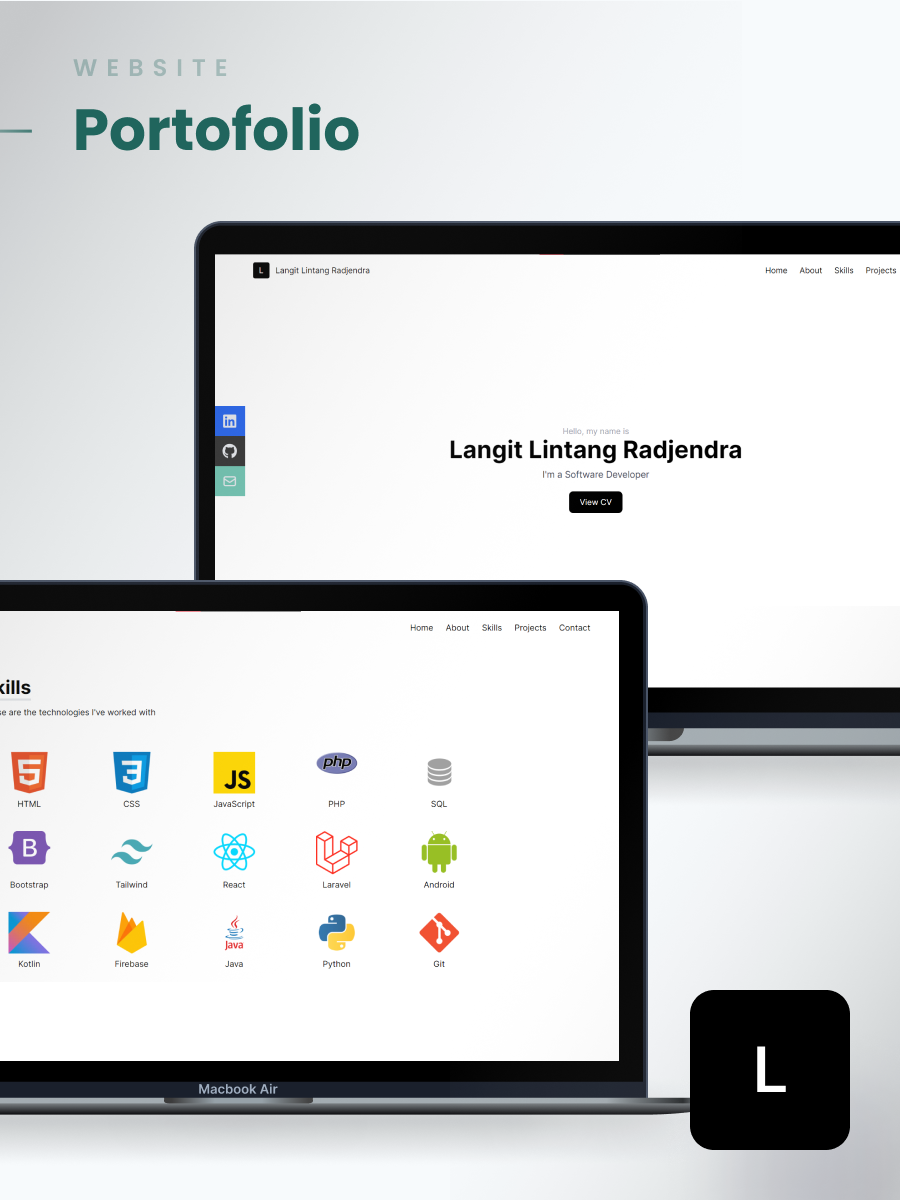 WEBSITE
Portofolio
L Langit Lintang Radjendra Home About Skills Projects
in
Hello, my name is
Langit Lintang Radjendra
I'm a Software Developer
View CV
Home About Skills Projects Contact
kills
se are the technologies I've worked with
5 3 JS php
HTML CSS JavaScript PHP SQL
B
Bootstrap Tailwind React Laravel Android
Java
Kotlin Firebase Java Python Git
Macbook Air
L